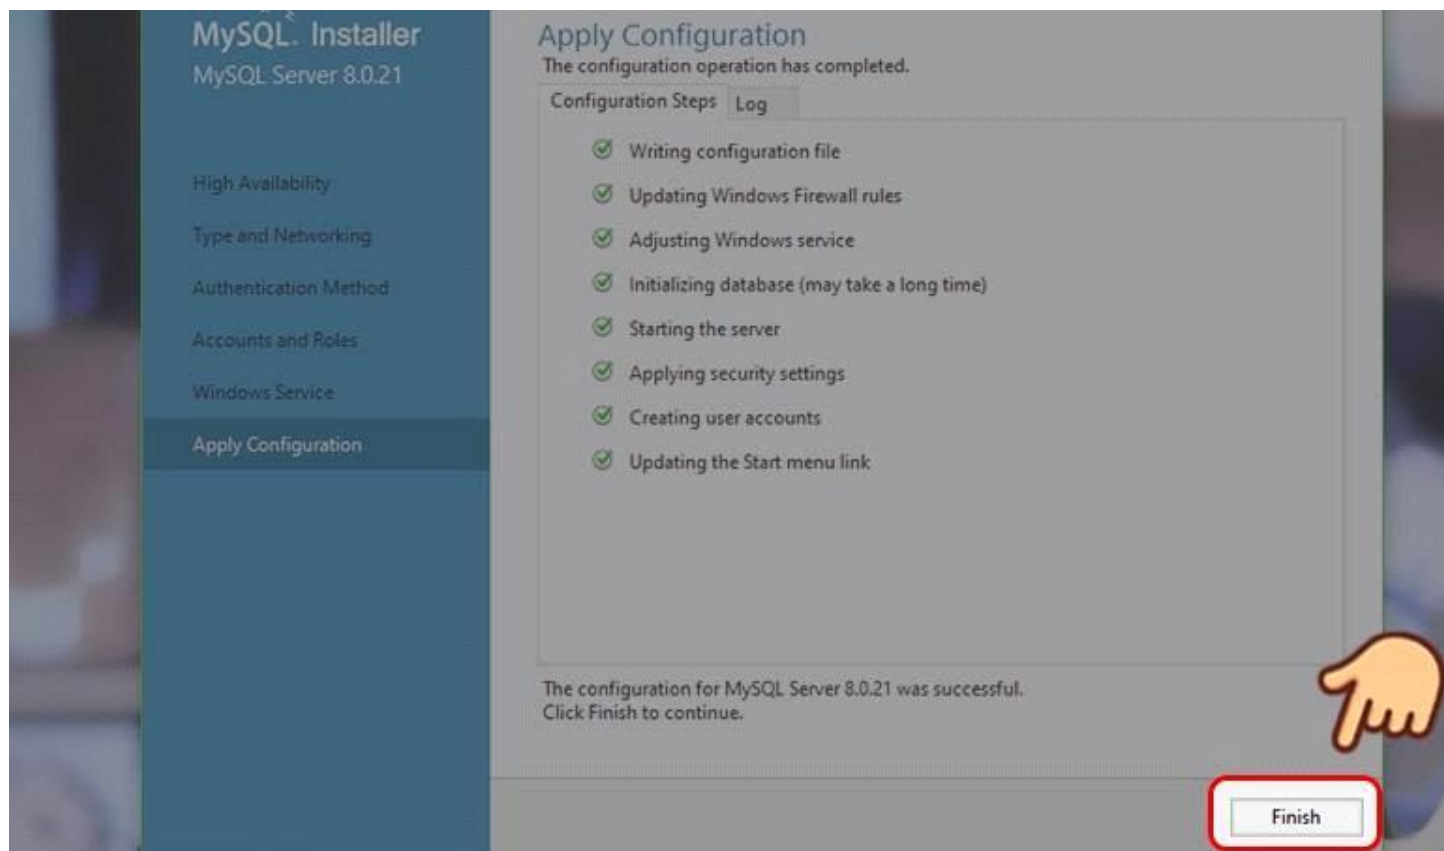 MySQL. Installer
MySQL Server 8.0.21
High Availability
Type and Networking
Authentication Method
Accounts and Roles
Windows Service
Apply Configuration
Apply Configuration
The configuration operation has completed.
Configuration Steps
Log
Writing configuration file
Updating Windows Firewall rules
Adjusting Windows service
Initializing database (may take a long time)
Starting the server
Applying security settings
Creating user accounts
Updating the Start menu link
The configuration for MySQL Server 8.0.21 was successful.
Click Finish to continue.
Finish